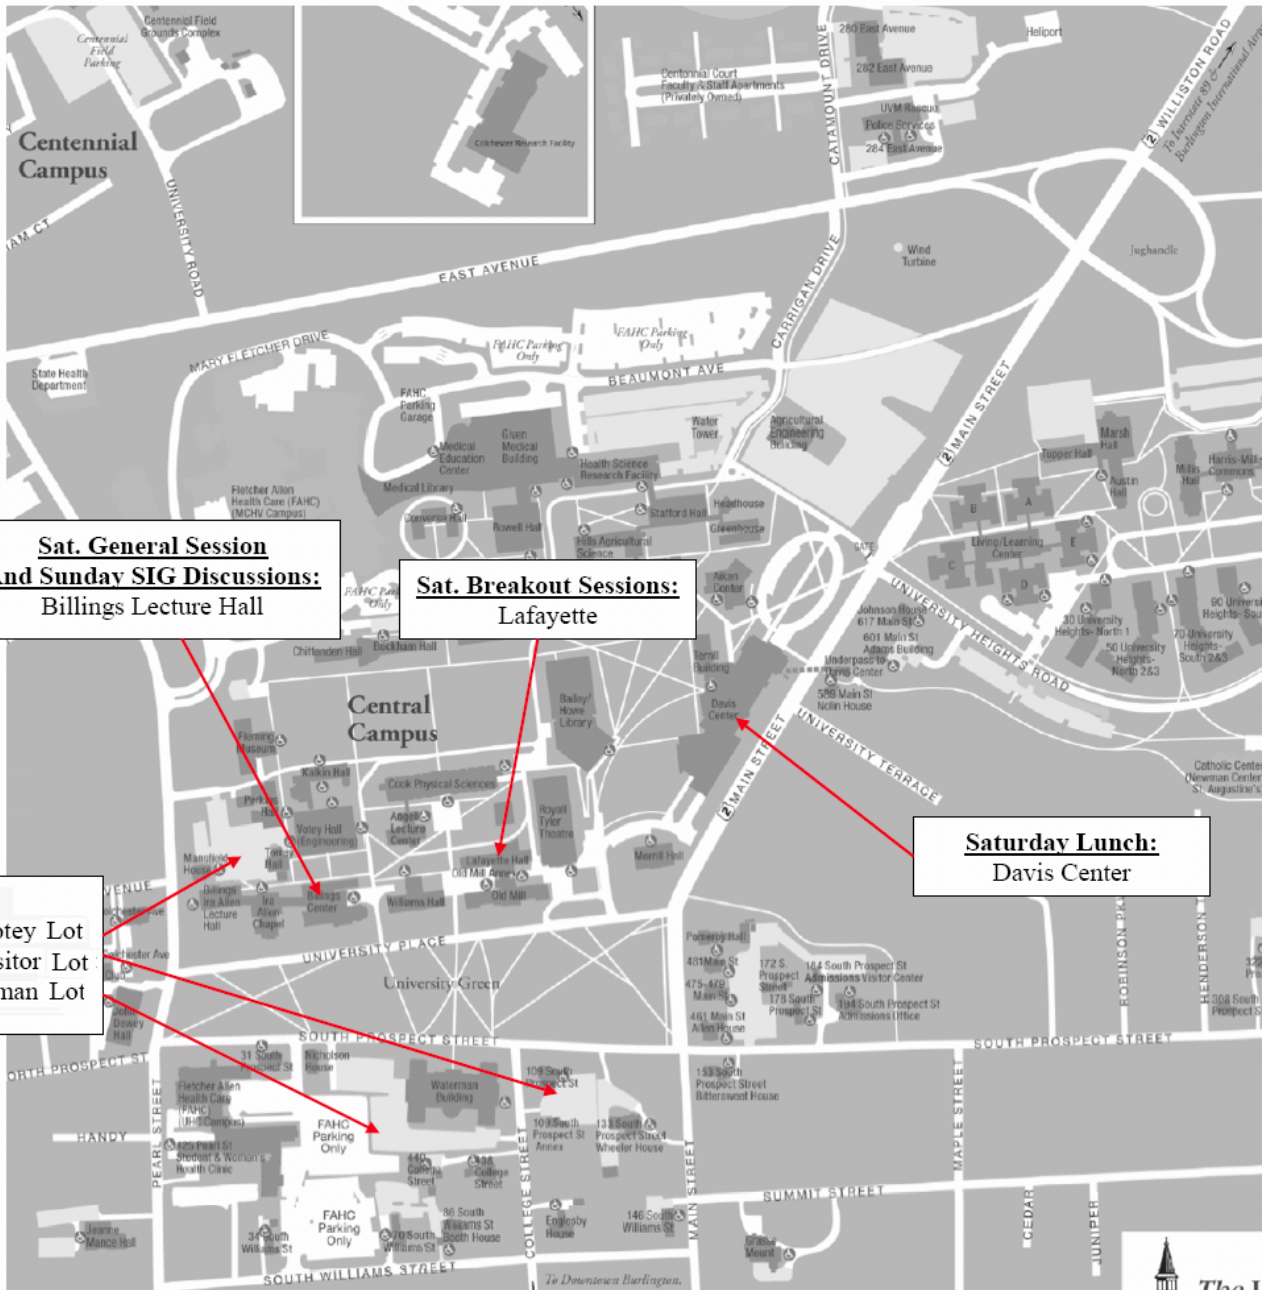 Centennial Field
Grounds Complex
Centennial
Field
Parking
Centennial
Campus
UNIVERSITY ROAD
Colchester Research Facility
Centennial Court
Faculty & Staff Apartments
(Privately Owned)
CATAMOUNT DRIVE
280 East Avenue
282 East Avenue
UVM Rescue
Police Services
284 East Avenue
Heliport
2 WILLISTON ROAD
To Interstate 89 &
Burlington International
Jughandle
Wind
Turbine
CARRIGAN DRIVE
EAST AVENUE
MARY FLETCHER DRIVE
State Health
Department
FAHC Parking
Only
FAHC Parking
Only
BEAUMONT AVE
FAHC
Parking
Garage
Medical
Education
Center
Given
Medical
Building
Health Science
Research Facility
Water
Tower
Agricultural
Engineering
Building
2 MAIN STREET
Tupper Hall
Marsh
Hall
Austin
Hall
Millis
Hall
Harris-Millis
Commons
Medical Library
Fletcher Allen
Health Care (FAHC)
(MCHV Campus)
Converse Hall
Rowell Hall
Stafford Hall
Headhouse
Greenhouse
Hills Agricultural
Science
A
B
C
D
E
Living/Learning
Center
GATE
Sat. General Session
And Sunday SIG Discussions:
Billings Lecture Hall
FAHC
Only
Sat. Breakout Sessions:
Lafayette
Aiken
Center
Johnson House
617 Main St
601 Main St
Adams Building
Underpass to
Davis Center
589 Main St
Nolin House
UNIVERSITY HEIGHTS ROAD
30 University
Heights- North 1
50 University
Heights-
North 2&3
70 University
Heights-
South 2&3
Chittenden Hall
Buckham Hall
Terrill
Building
Davis
Center
Central
Campus
Bailey/
Howe
Library
2 MAIN STREET
UNIVERSITY TERRACE
Catholic Center
(Newman Center
St. Augustine's
Fleming
Museum
Kalkin Hall
Perkins
Hall
Cook Physical Sciences
Votey Hall
(Engineering)
Angell
Lecture
Center
Royall
Tyler
Theatre
Morrill Hall
Mansfield
House
Torrey
Hall
Lafayette Hall
Old Mill Annex
Old Mill
Saturday Lunch:
Davis Center
Billings
Ira Allen
Lecture
Hall
Ira
Allen
Chapel
Billings
Center
Williams Hall
UNIVERSITY PLACE
University Green
otey Lot
sitor Lot
man Lot
John
Dewey
Hall
Pomeroy Hall
481 Main St
475-479
Main St
461 Main St
Allen House
172 S.
Prospect
Street
178 South
Prospect St
184 South Prospect St
Admissions Visitor Center
194 South Prospect St
Admissions Office
ROBINSON PK
HENDERSON T
308 South
Prospect S
SOUTH PROSPECT STREET
SOUTH PROSPECT STREET
ORTH PROSPECT ST
31 South
Prospect St
Nicholson
House
Waterman
Building
109 South
Prospect St
153 South
Prospect Street
Bittersweet House
Fletcher Allen
Health Care
(FAHC)
(UHC Campus)
FAHC
Parking
Only
109 South
Prospect St
Annex
133 South
Prospect Street
Wheeler House
HANDY
PEARL STREET
425 Pearl St
Student & Women's
Health Clinic
440
College
Street
438
College
Street
COLLEGE STREET
MAIN STREET
MAPLE STREET
SUMMIT STREET
CEDAR
JUNIPER
Jeanne
Mance Hall
34 South
Williams St
FAHC
Parking
Only
70 South
Williams St
86 South
Williams St
Booth House
Englesby
House
146 South
Williams St
Grasse
Mount
SOUTH WILLIAMS STREET
To Downtown Burlington,
The